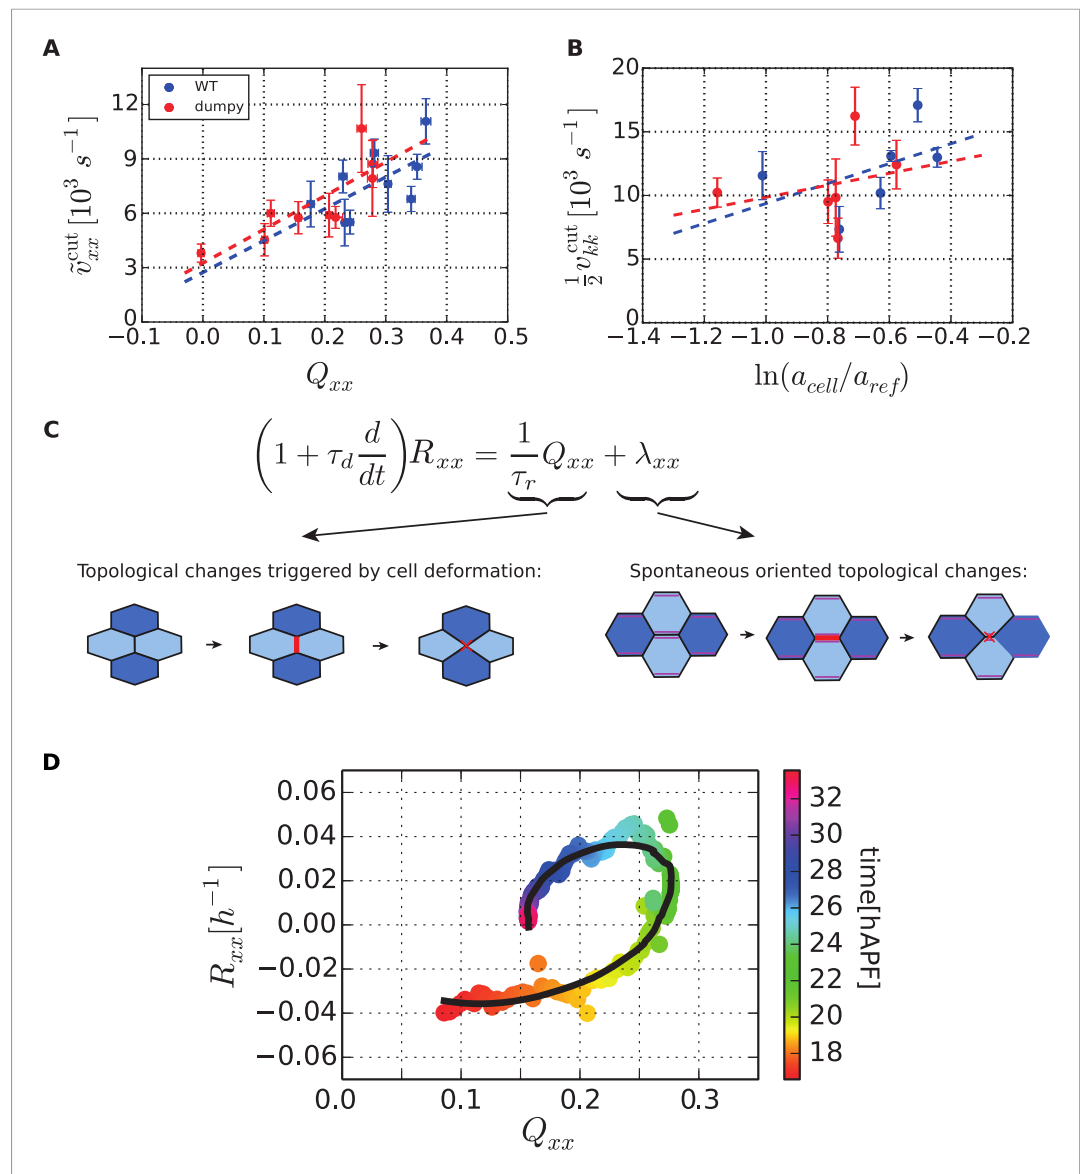 A
B
WT
dumpy
ṽ_xx^cut [10³ s⁻¹]
12
9
6
3
0
−0.1
0.0
0.1
0.2
0.3
0.4
0.5
Q_xx
½ v_kk^cut [10³ s⁻¹]
20
15
10
5
0
−1.4
−1.2
−1.0
−0.8
−0.6
−0.4
−0.2
ln(a_cell/a_ref)
C
(1 + τ_d d/dt) R_xx = 1/τ_r Q_xx + λ_xx
Topological changes triggered by cell deformation:
Spontaneous oriented topological changes:
D
R_xx[h⁻¹]
0.06
0.04
0.02
0.00
−0.02
−0.04
−0.06
0.0
0.1
0.2
0.3
Q_xx
32
30
28
26
24
22
20
18
time[hAPF]